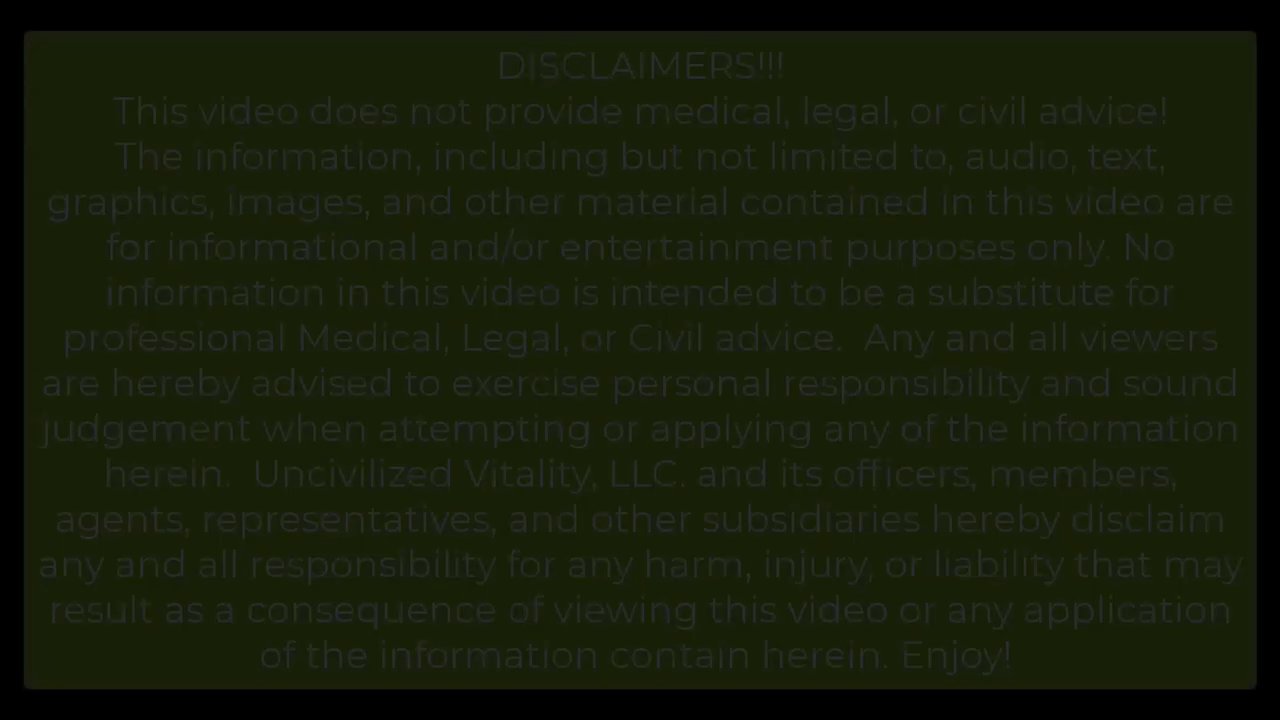 DISCLAIMERS!!!
This video does not provide medical, legal, or civil advice!
The information, including but not limited to, audio, text,
graphics, images, and other material contained in this video are
for informational and/or entertainment purposes only. No
information in this video is intended to be a substitute for
professional Medical, Legal, or Civil advice.  Any and all viewers
are hereby advised to exercise personal responsibility and sound
judgement when attempting or applying any of the information
herein.  Uncivilized Vitality, LLC. and its officers, members,
agents, representatives, and other subsidiaries hereby disclaim
any and all responsibility for any harm, injury, or liability that may
result as a consequence of viewing this video or any application
of the information contain herein. Enjoy!